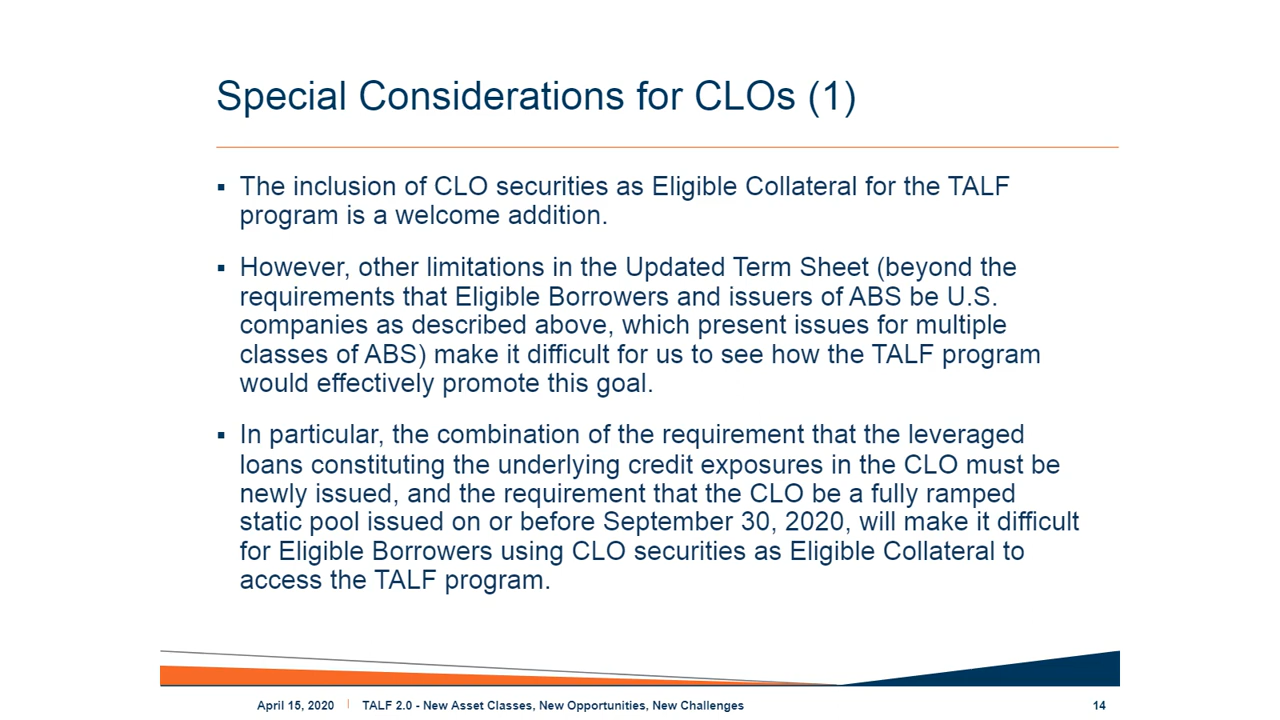 Special Considerations for CLOs (1)
▪ The inclusion of CLO securities as Eligible Collateral for the TALF
program is a welcome addition.
▪ However, other limitations in the Updated Term Sheet (beyond the
requirements that Eligible Borrowers and issuers of ABS be U.S.
companies as described above, which present issues for multiple
classes of ABS) make it difficult for us to see how the TALF program
would effectively promote this goal.
▪ In particular, the combination of the requirement that the leveraged
loans constituting the underlying credit exposures in the CLO must be
newly issued, and the requirement that the CLO be a fully ramped
static pool issued on or before September 30, 2020, will make it difficult
for Eligible Borrowers using CLO securities as Eligible Collateral to
access the TALF program.
April 15, 2020 | TALF 2.0 - New Asset Classes, New Opportunities, New Challenges 14